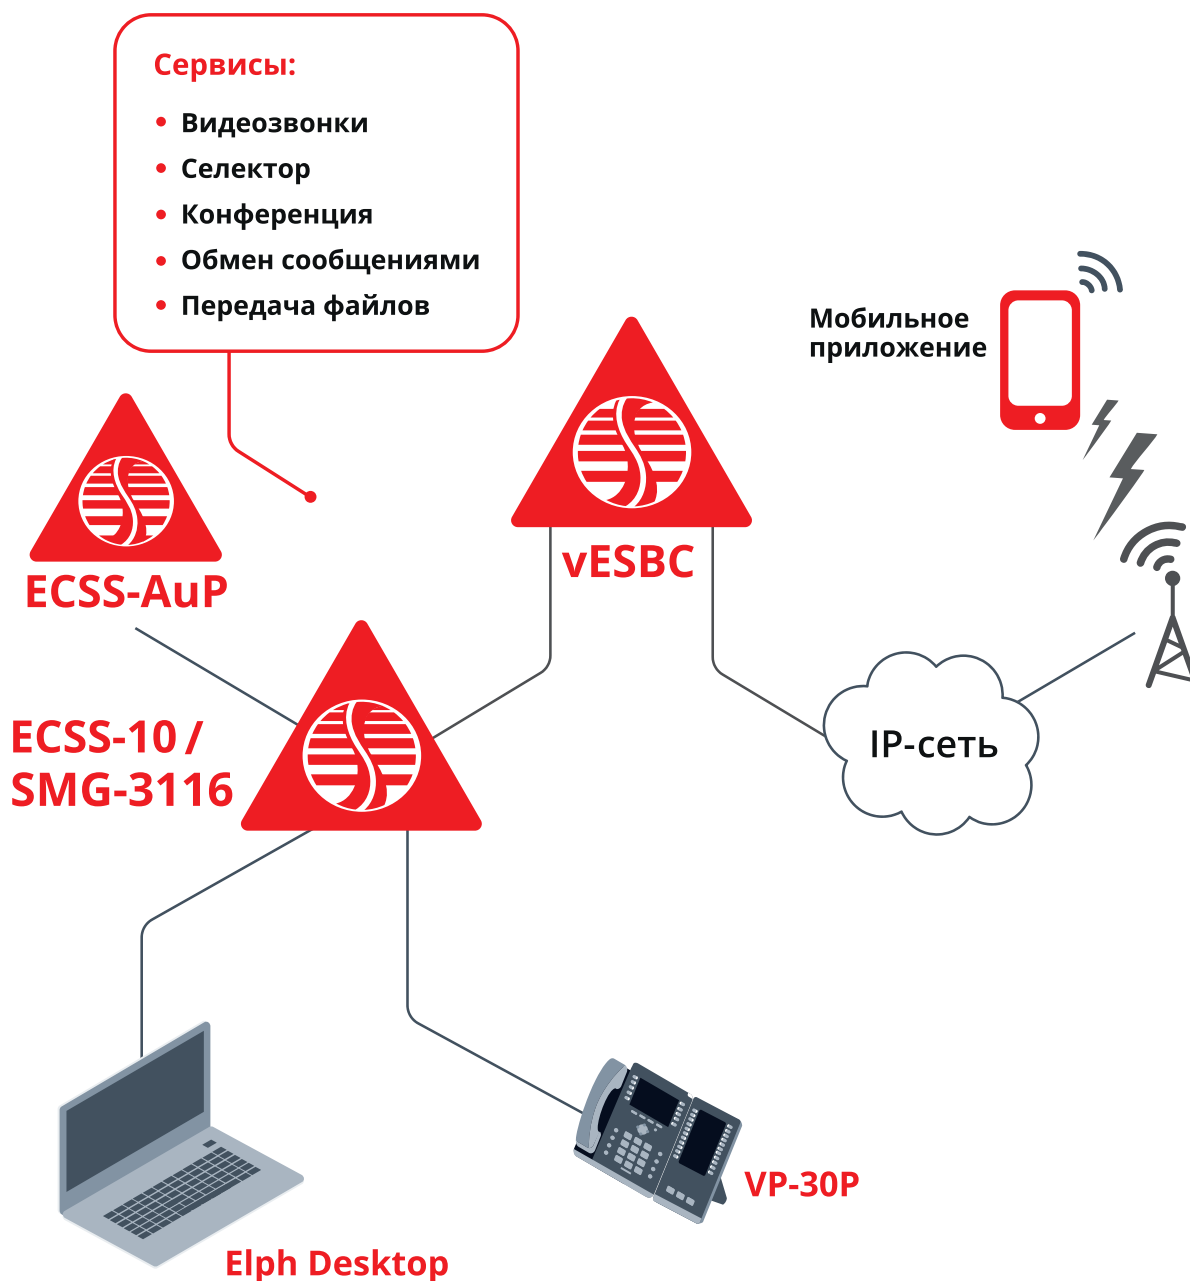 Сервисы:
• Видеозвонки
• Селектор
• Конференция
• Обмен сообщениями
• Передача файлов
Мобильное
приложение
vESBC
ECSS-AuP
ECSS-10 /
SMG-3116
IP-сеть
VP-30P
Elph Desktop